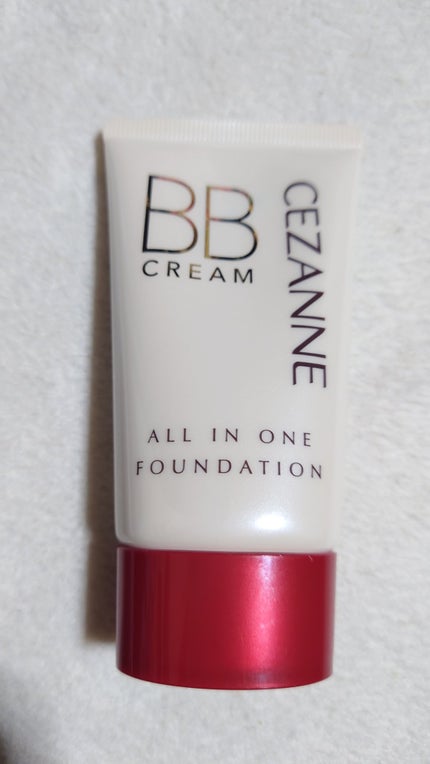 BB
CREAM
CEZANNE
ALL IN ONE
FOUNDATION